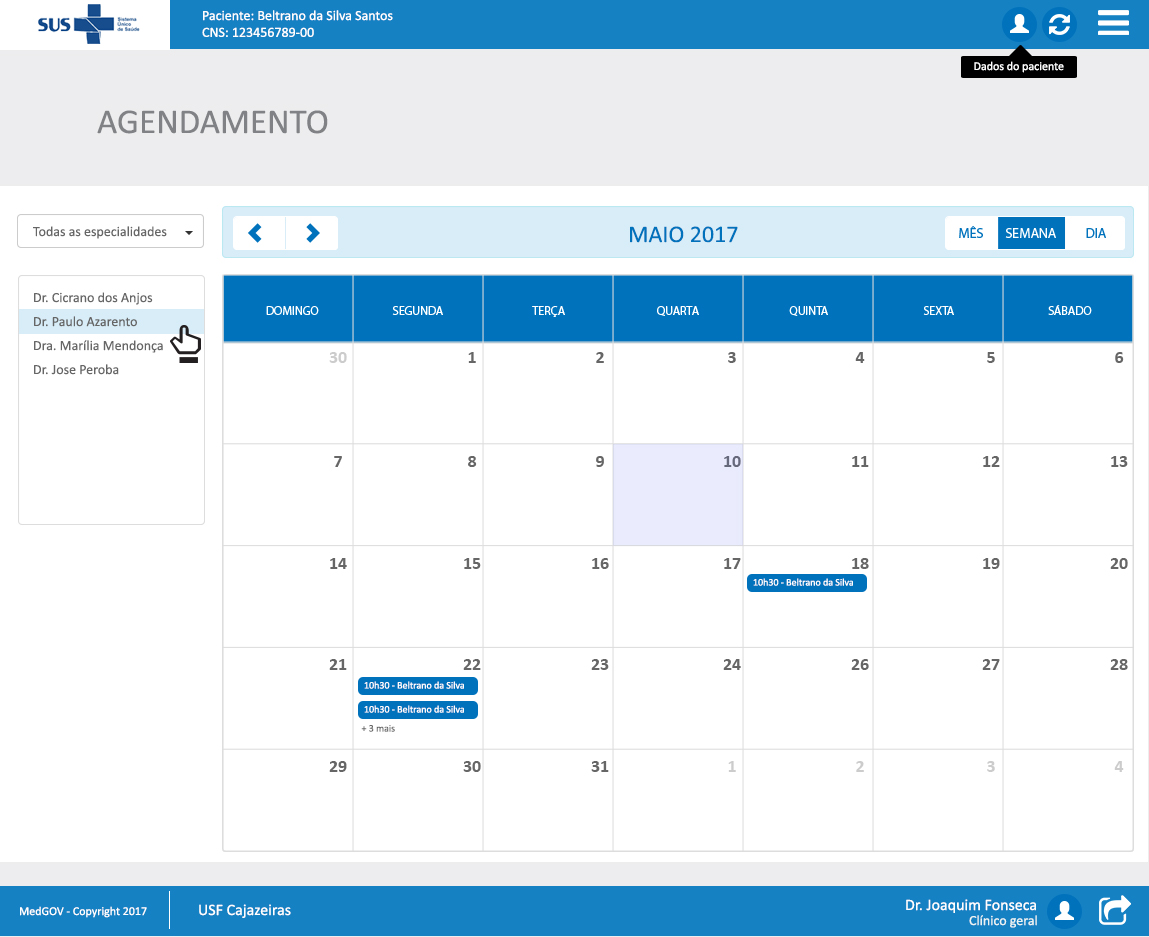 SUS
Sistema
Único
de Saúde
Paciente: Beltrano da Silva Santos
CNS: 123456789-00
Dados do paciente
AGENDAMENTO
Todas as especialidades
Dr. Cicrano dos Anjos
Dr. Paulo Azarento
Dra. Marília Mendonça
Dr. Jose Peroba
MAIO 2017
MÊS SEMANA DIA
DOMINGO SEGUNDA TERÇA QUARTA QUINTA SEXTA SÁBADO
30 1 2 3 4 5 6
7 8 9 10 11 12 13
14 15 16 17 18 19 20
10h30 - Beltrano da Silva
21 22 23 24 26 27 28
10h30 - Beltrano da Silva
10h30 - Beltrano da Silva
+ 3 mais
29 30 31 1 2 3 4
MedGOV - Copyright 2017
USF Cajazeiras
Dr. Joaquim Fonseca
Clínico geral